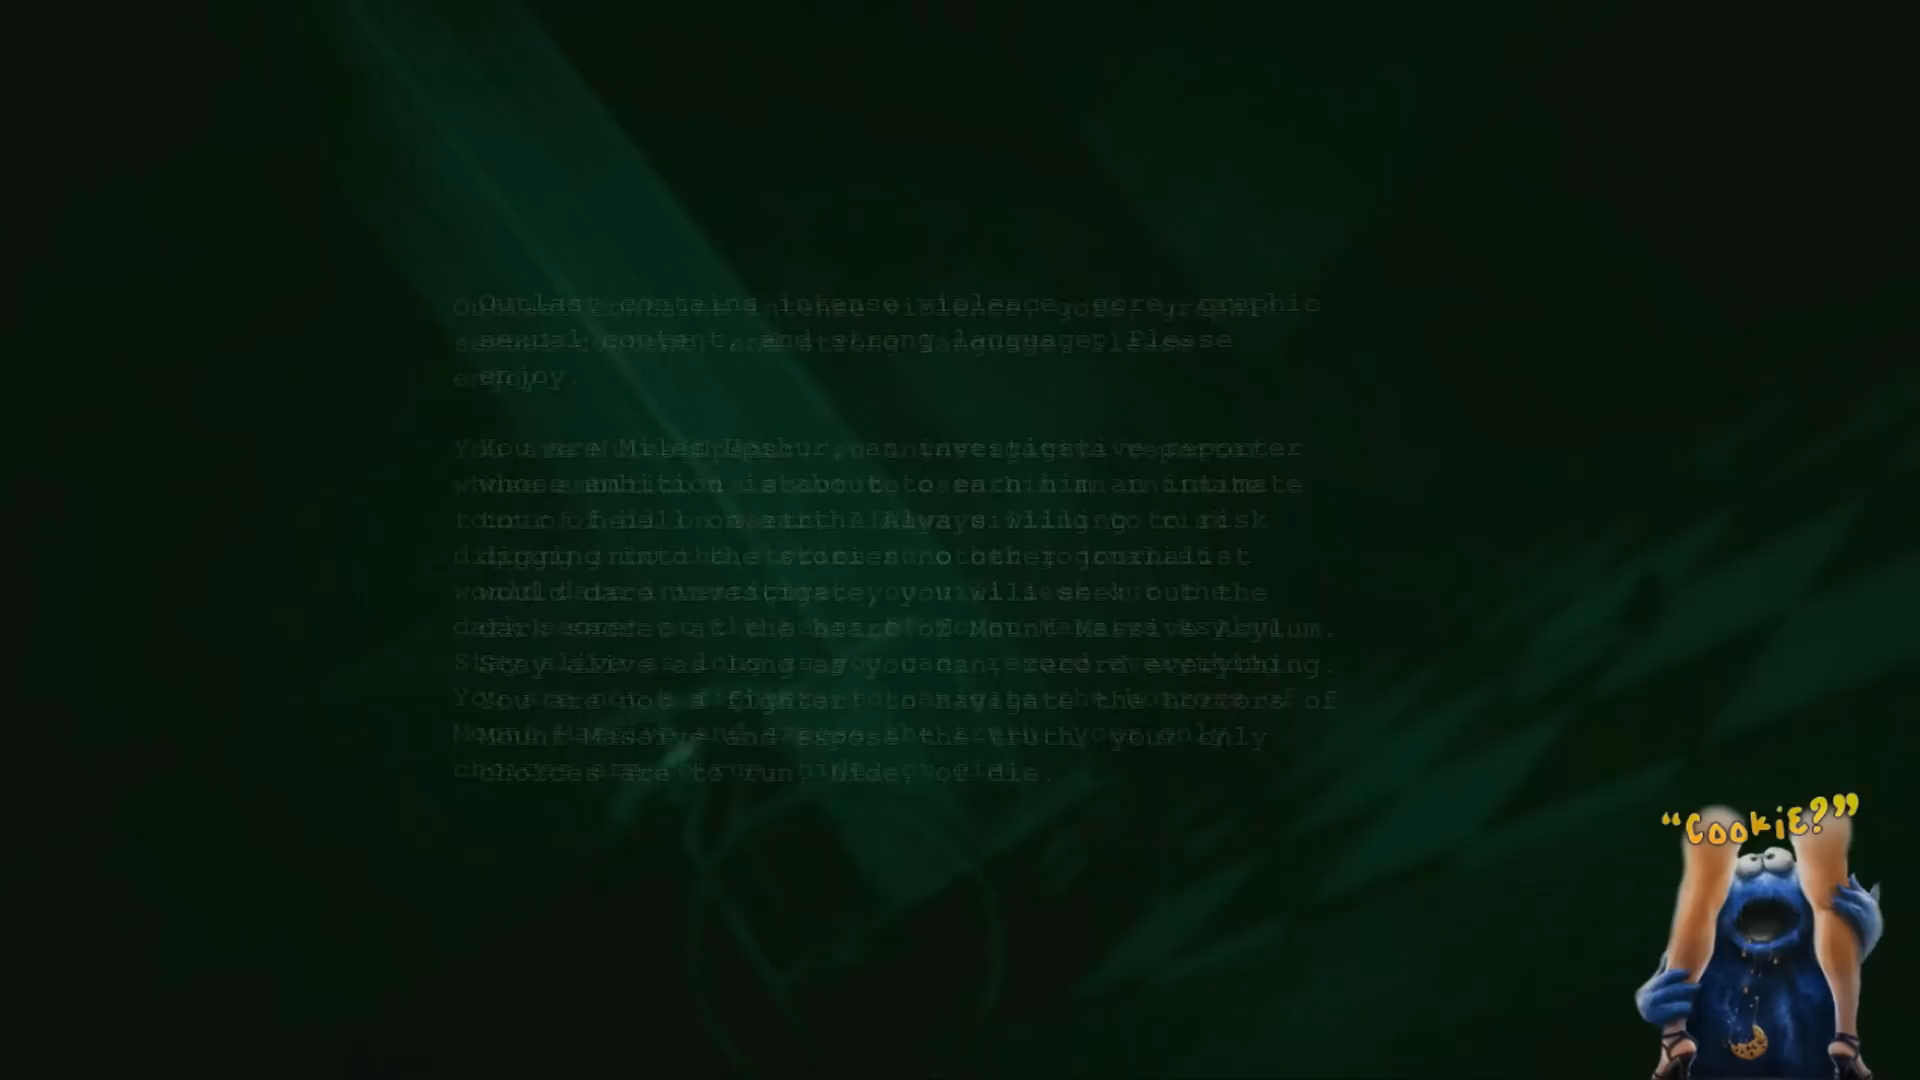 Outlast contains intense violence, gore, graphic
sexual content, and strong language. Please
enjoy.
You are Miles Upshur, an investigative reporter
whose ambition is about to earn him an intimate
tour of hell on earth. Always willing to risk
digging into the stories no other journalist
would dare investigate, you will seek out the
dark secret at the heart of Mount Massive Asylum.
Stay alive as long as you can, record everything.
You are not a fighter: to navigate the horrors of
Mount Massive and expose the truth, your only
choices are to run, hide, or die.
"COOKiE?"